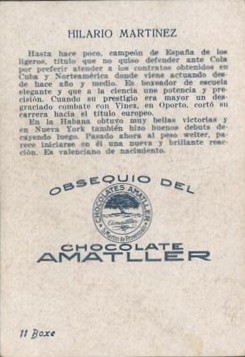 HILARIO MARTÍNEZ
Hasta hace poco, campeón de España de los
ligeros, título que no quiso defender ante Cola
por preferir atender a los contratos obtenidos en
Cuba y Norteamérica donde viene actuando des-
de hace año y medio. Es boxeador de escuela
elegante y que a la ciencia une potencia y pre-
cisión. Cuando su prestigio era mayor un des-
graciado combate con Vinez, en Oporto, cortó su
carrera hacia el título europeo.
En la Habana obtuvo muy bellas victorias y
en Nueva York también hizo buenos debuts de-
cayendo luego. Pasado ahora al peso welter, pa-
rece iniciarse en él una nueva y brillante reac-
ción. Es valenciano de nacimiento.
OBSEQUIO DEL
CHOCOLATES AMATLLER
CHOCOLATE
AMATLLER
11 Boxe